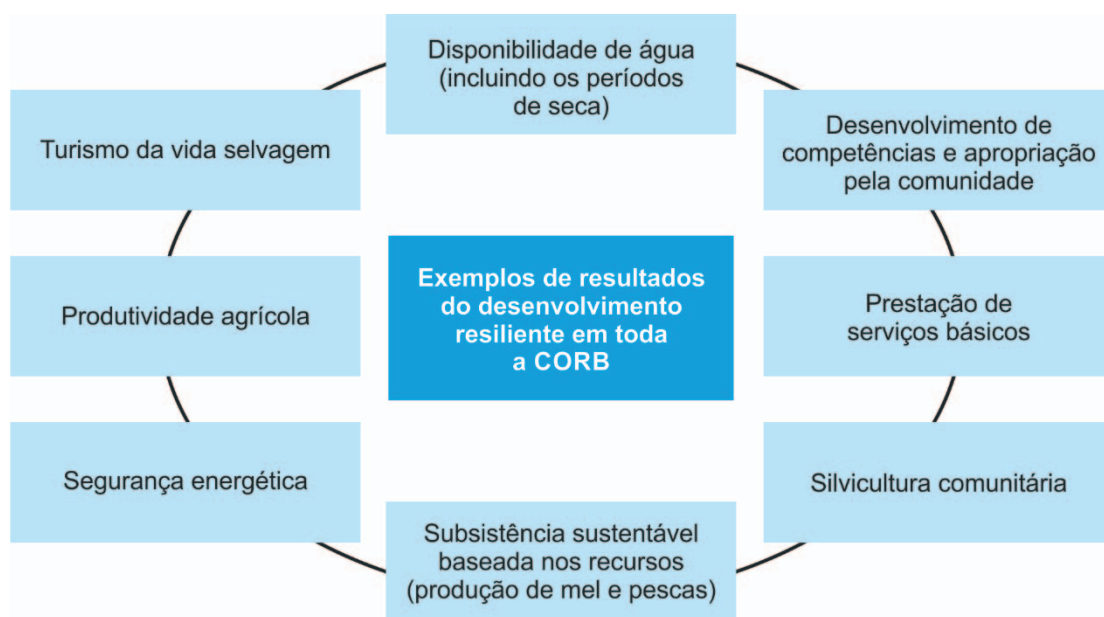 Disponibilidade de água
(incluindo os períodos
de seca)
Turismo da vida selvagem
Desenvolvimento de
competências e apropriação
pela comunidade
Produtividade agrícola
Exemplos de resultados
do desenvolvimento
resiliente em toda
a CORB
Prestação de
serviços básicos
Segurança energética
Silvicultura comunitária
Subsistência sustentável
baseada nos recursos
(produção de mel e pescas)